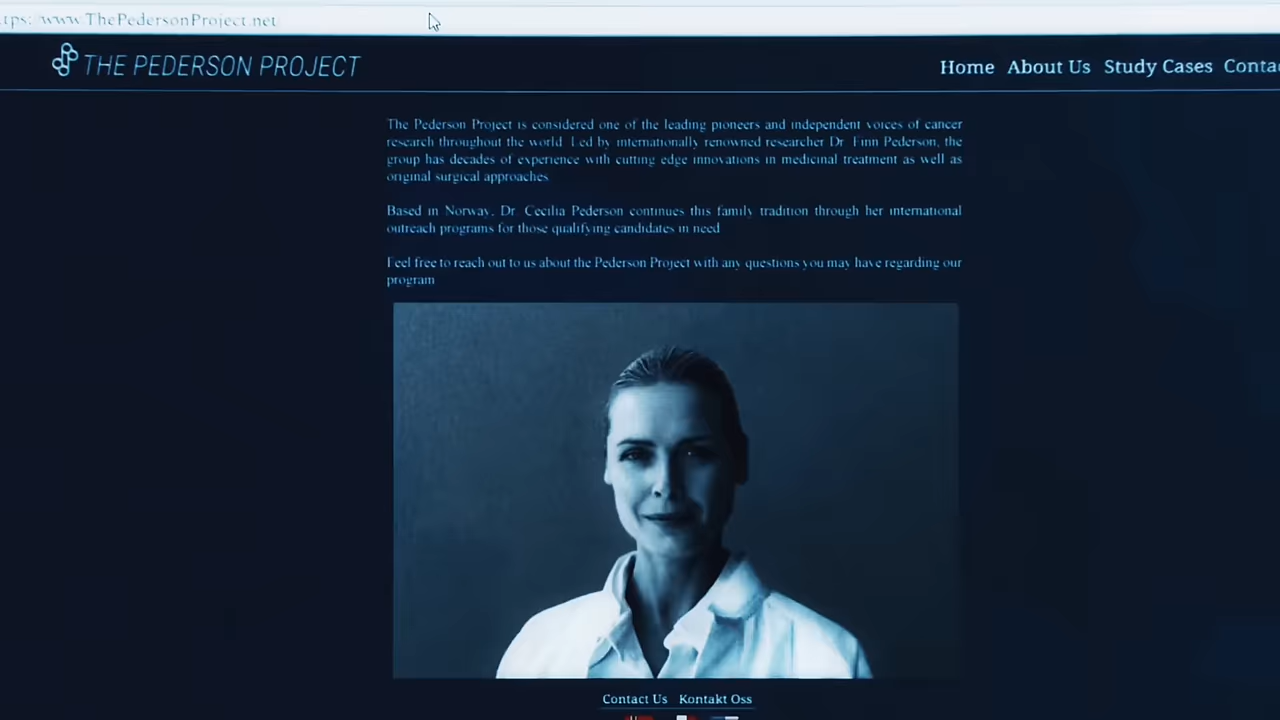 www.ThePedersonProject.net
THE PEDERSON PROJECT
Home About Us Study Cases
The Pederson Project is considered one of the leading pioneers and independent voices of cancer
research throughout the world. Led by internationally renowned researcher Dr. Finn Pederson, the
group has decades of experience with cutting edge innovations in medicinal treatment as well as
original surgical approaches.
Based in Norway, Dr. Cecilia Pederson continues this family tradition through her international
outreach programs for those qualifying candidates in need.
Feel free to reach out to us about the Pederson Project with any questions you may have regarding our
program
Contact Us Kontakt Oss